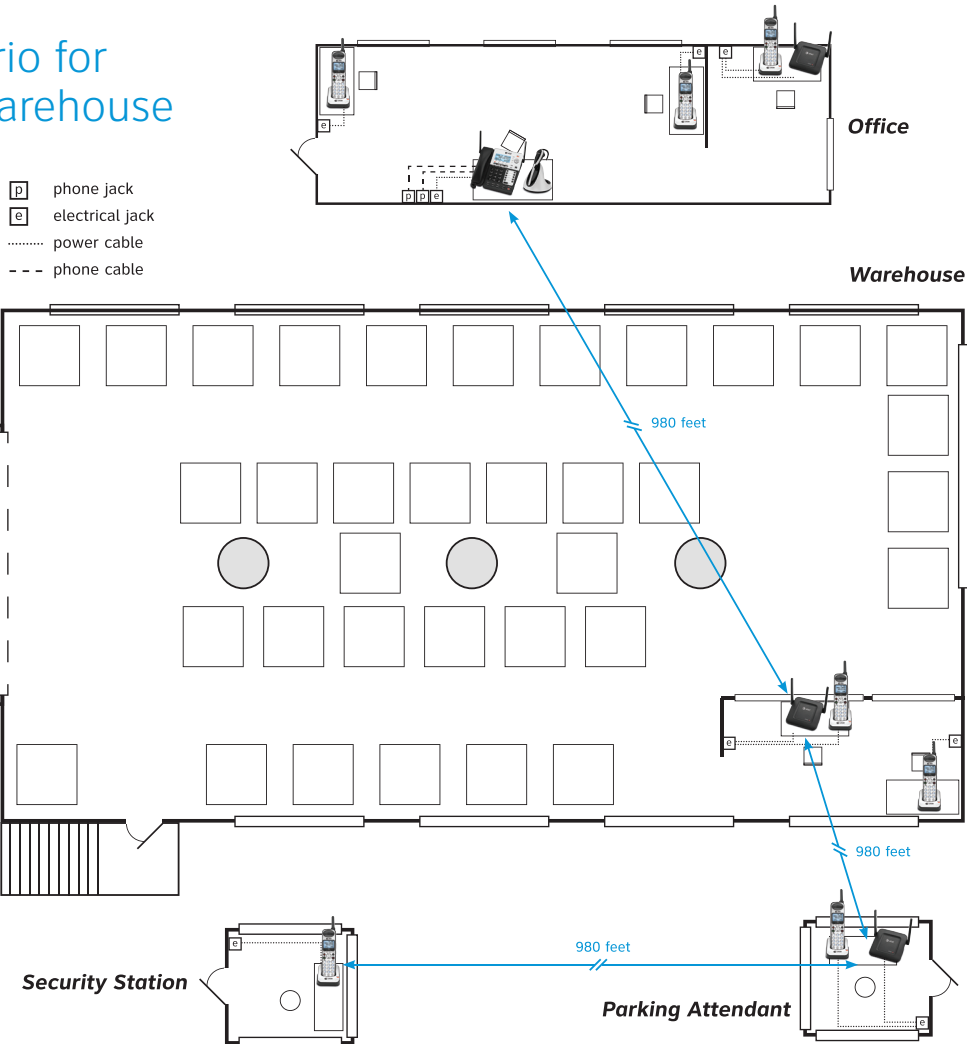 rio for
arehouse
p phone jack
e electrical jack
power cable
phone cable
e
e
e
p p e
Office
Warehouse
980 feet
e
e
980 feet
e
980 feet
Security Station
Parking Attendant
e